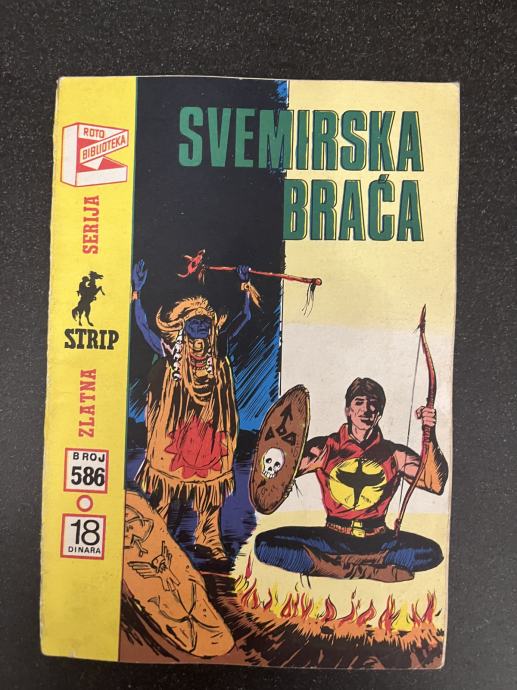 ROTO
BIBLIOTEKA
SVEMIRSKA
BRAĆA
ZLATNA
STRIP
SERIJA
BROJ
586
18
DINARA